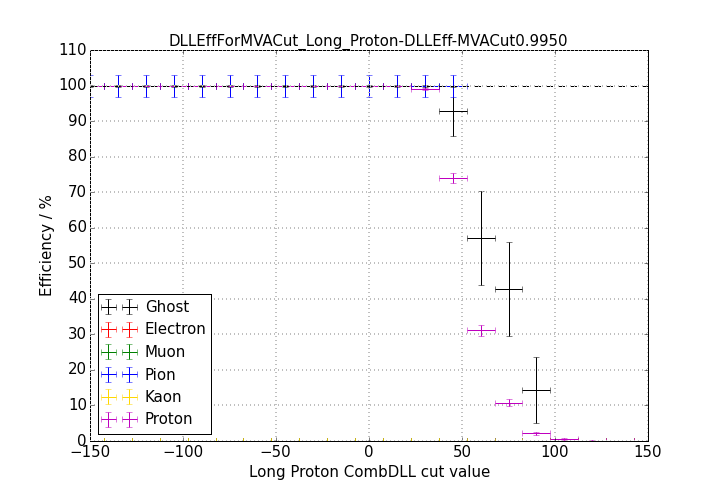 DLLEffForMVACut_Long_Proton-DLLEff-MVACut0.9950
110
100
90
80
70
60
50
40
30
20
10
0
Efficiency / %
Ghost
Electron
Muon
Pion
Kaon
Proton
−150 −100 −50 0 50 100 150
Long Proton CombDLL cut value